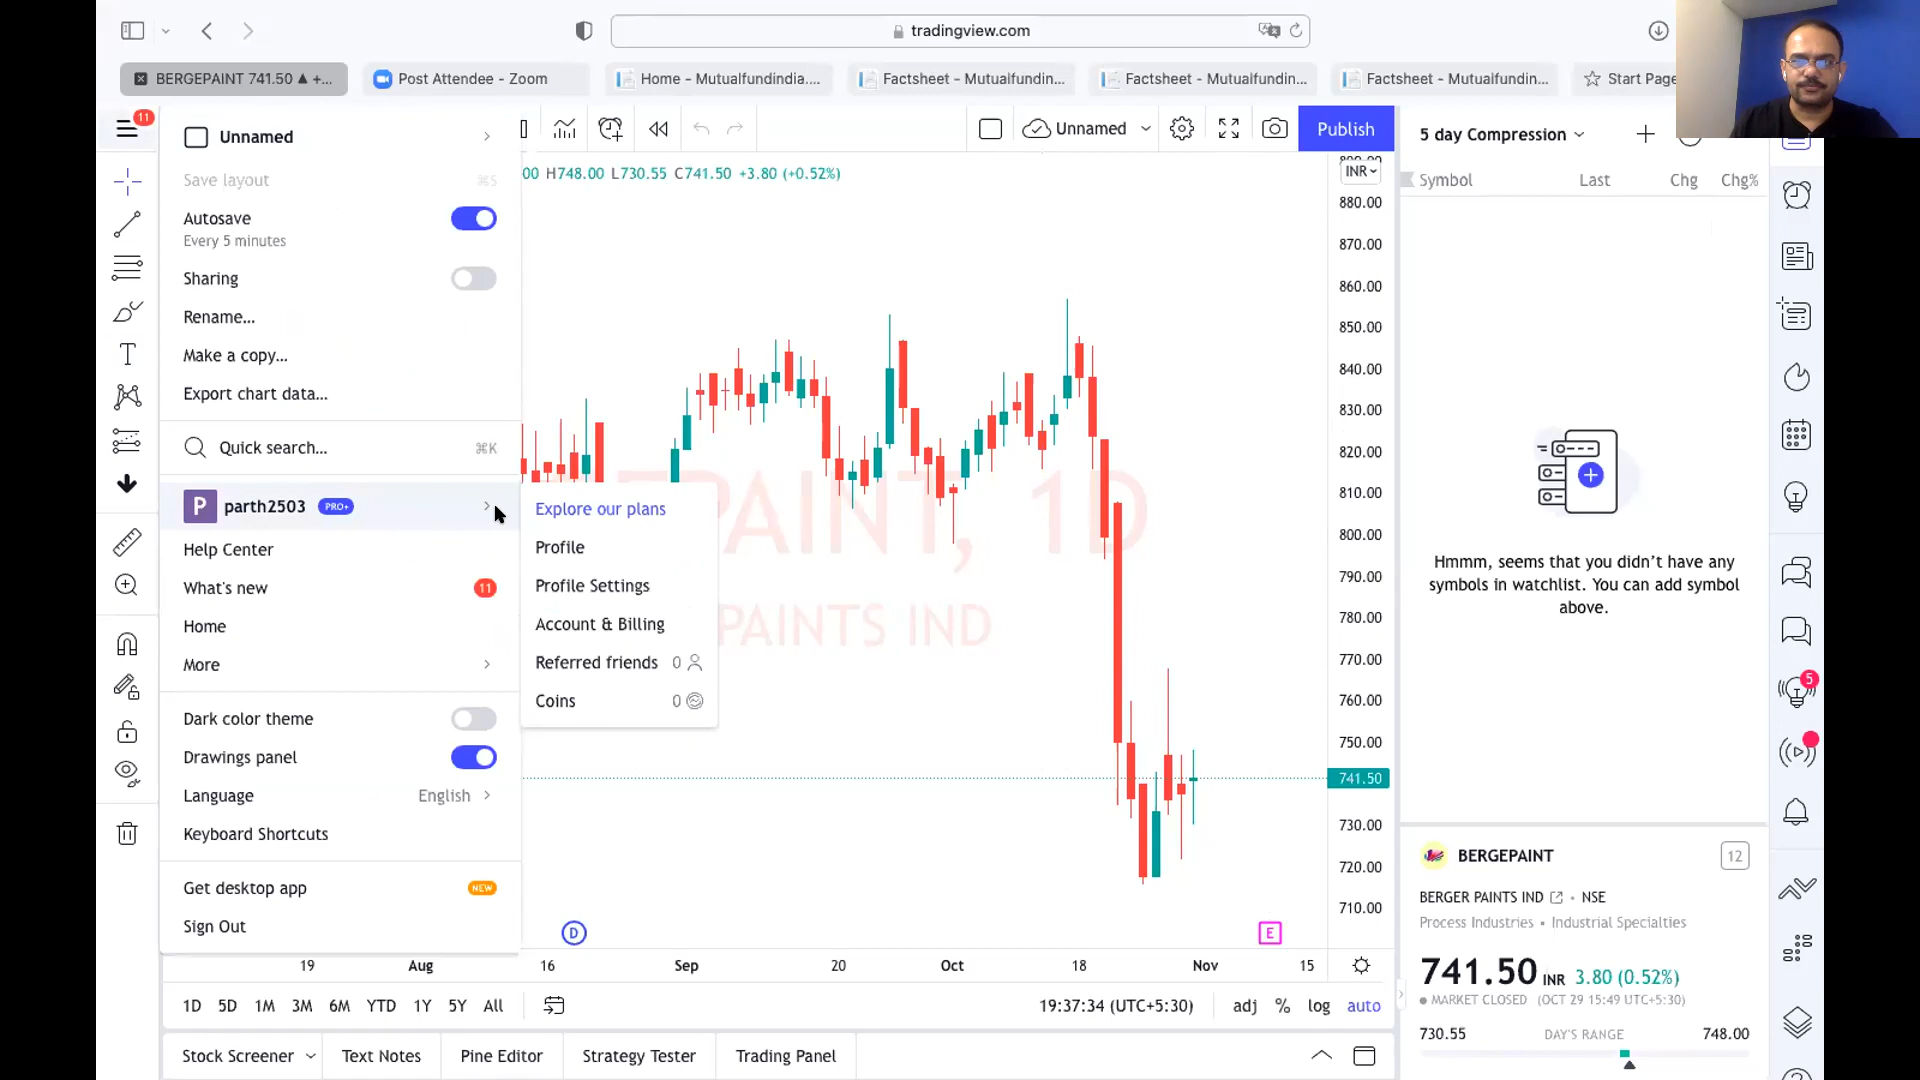 tradingview.com
BERGEPAINT 741.50 ▲ +...
Post Attendee - Zoom
Home - Mutualfundindia....
Factsheet - Mutualfundin...
Factsheet - Mutualfundin...
Factsheet - Mutualfundin...
Start Page
11
Unnamed
Save layout ⌘S
Autosave
Every 5 minutes
Sharing
Rename...
Make a copy...
Export chart data...
Quick search... ⌘K
P parth2503 PRO+
Help Center
What's new 11
Home
More
Dark color theme
Drawings panel
Language English
Keyboard Shortcuts
Get desktop app NEW
Sign Out
Explore our plans
Profile
Profile Settings
Account & Billing
Referred friends 0
Coins 0
Unnamed
Publish
00 H748.00 L730.55 C741.50 +3.80 (+0.52%)
PAINT, 1D
PAINTS IND
INR
880.00
870.00
860.00
850.00
840.00
830.00
820.00
810.00
800.00
790.00
780.00
770.00
760.00
750.00
741.50
730.00
720.00
710.00
D
E
19 Aug 16 Sep 20 Oct 18 Nov 15
1D 5D 1M 3M 6M YTD 1Y 5Y All
19:37:34 (UTC+5:30) adj % log auto
Stock Screener Text Notes Pine Editor Strategy Tester Trading Panel
5 day Compression
Symbol Last Chg Chg%
Hmmm, seems that you didn't have any
symbols in watchlist. You can add symbol
above.
BERGEPAINT 12
BERGER PAINTS IND • NSE
Process Industries • Industrial Specialties
741.50 INR 3.80 (0.52%)
● MARKET CLOSED (OCT 29 15:49 UTC+5:30)
730.55 DAY'S RANGE 748.00
5